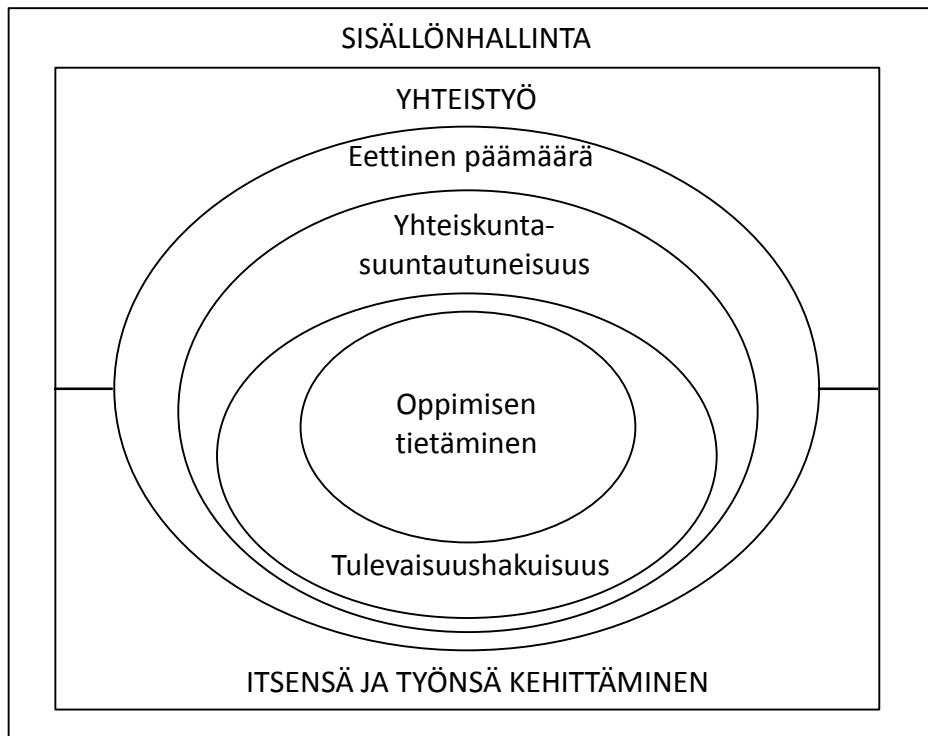 SISÄLLÖNHALLINTA
YHTEISTYÖ
Eettinen päämäärä
Yhteiskunta-
suuntautuneisuus
Oppimisen
tietäminen
Tulevaisuushakuisuus
ITSENSÄ JA TYÖNSÄ KEHITTÄMINEN